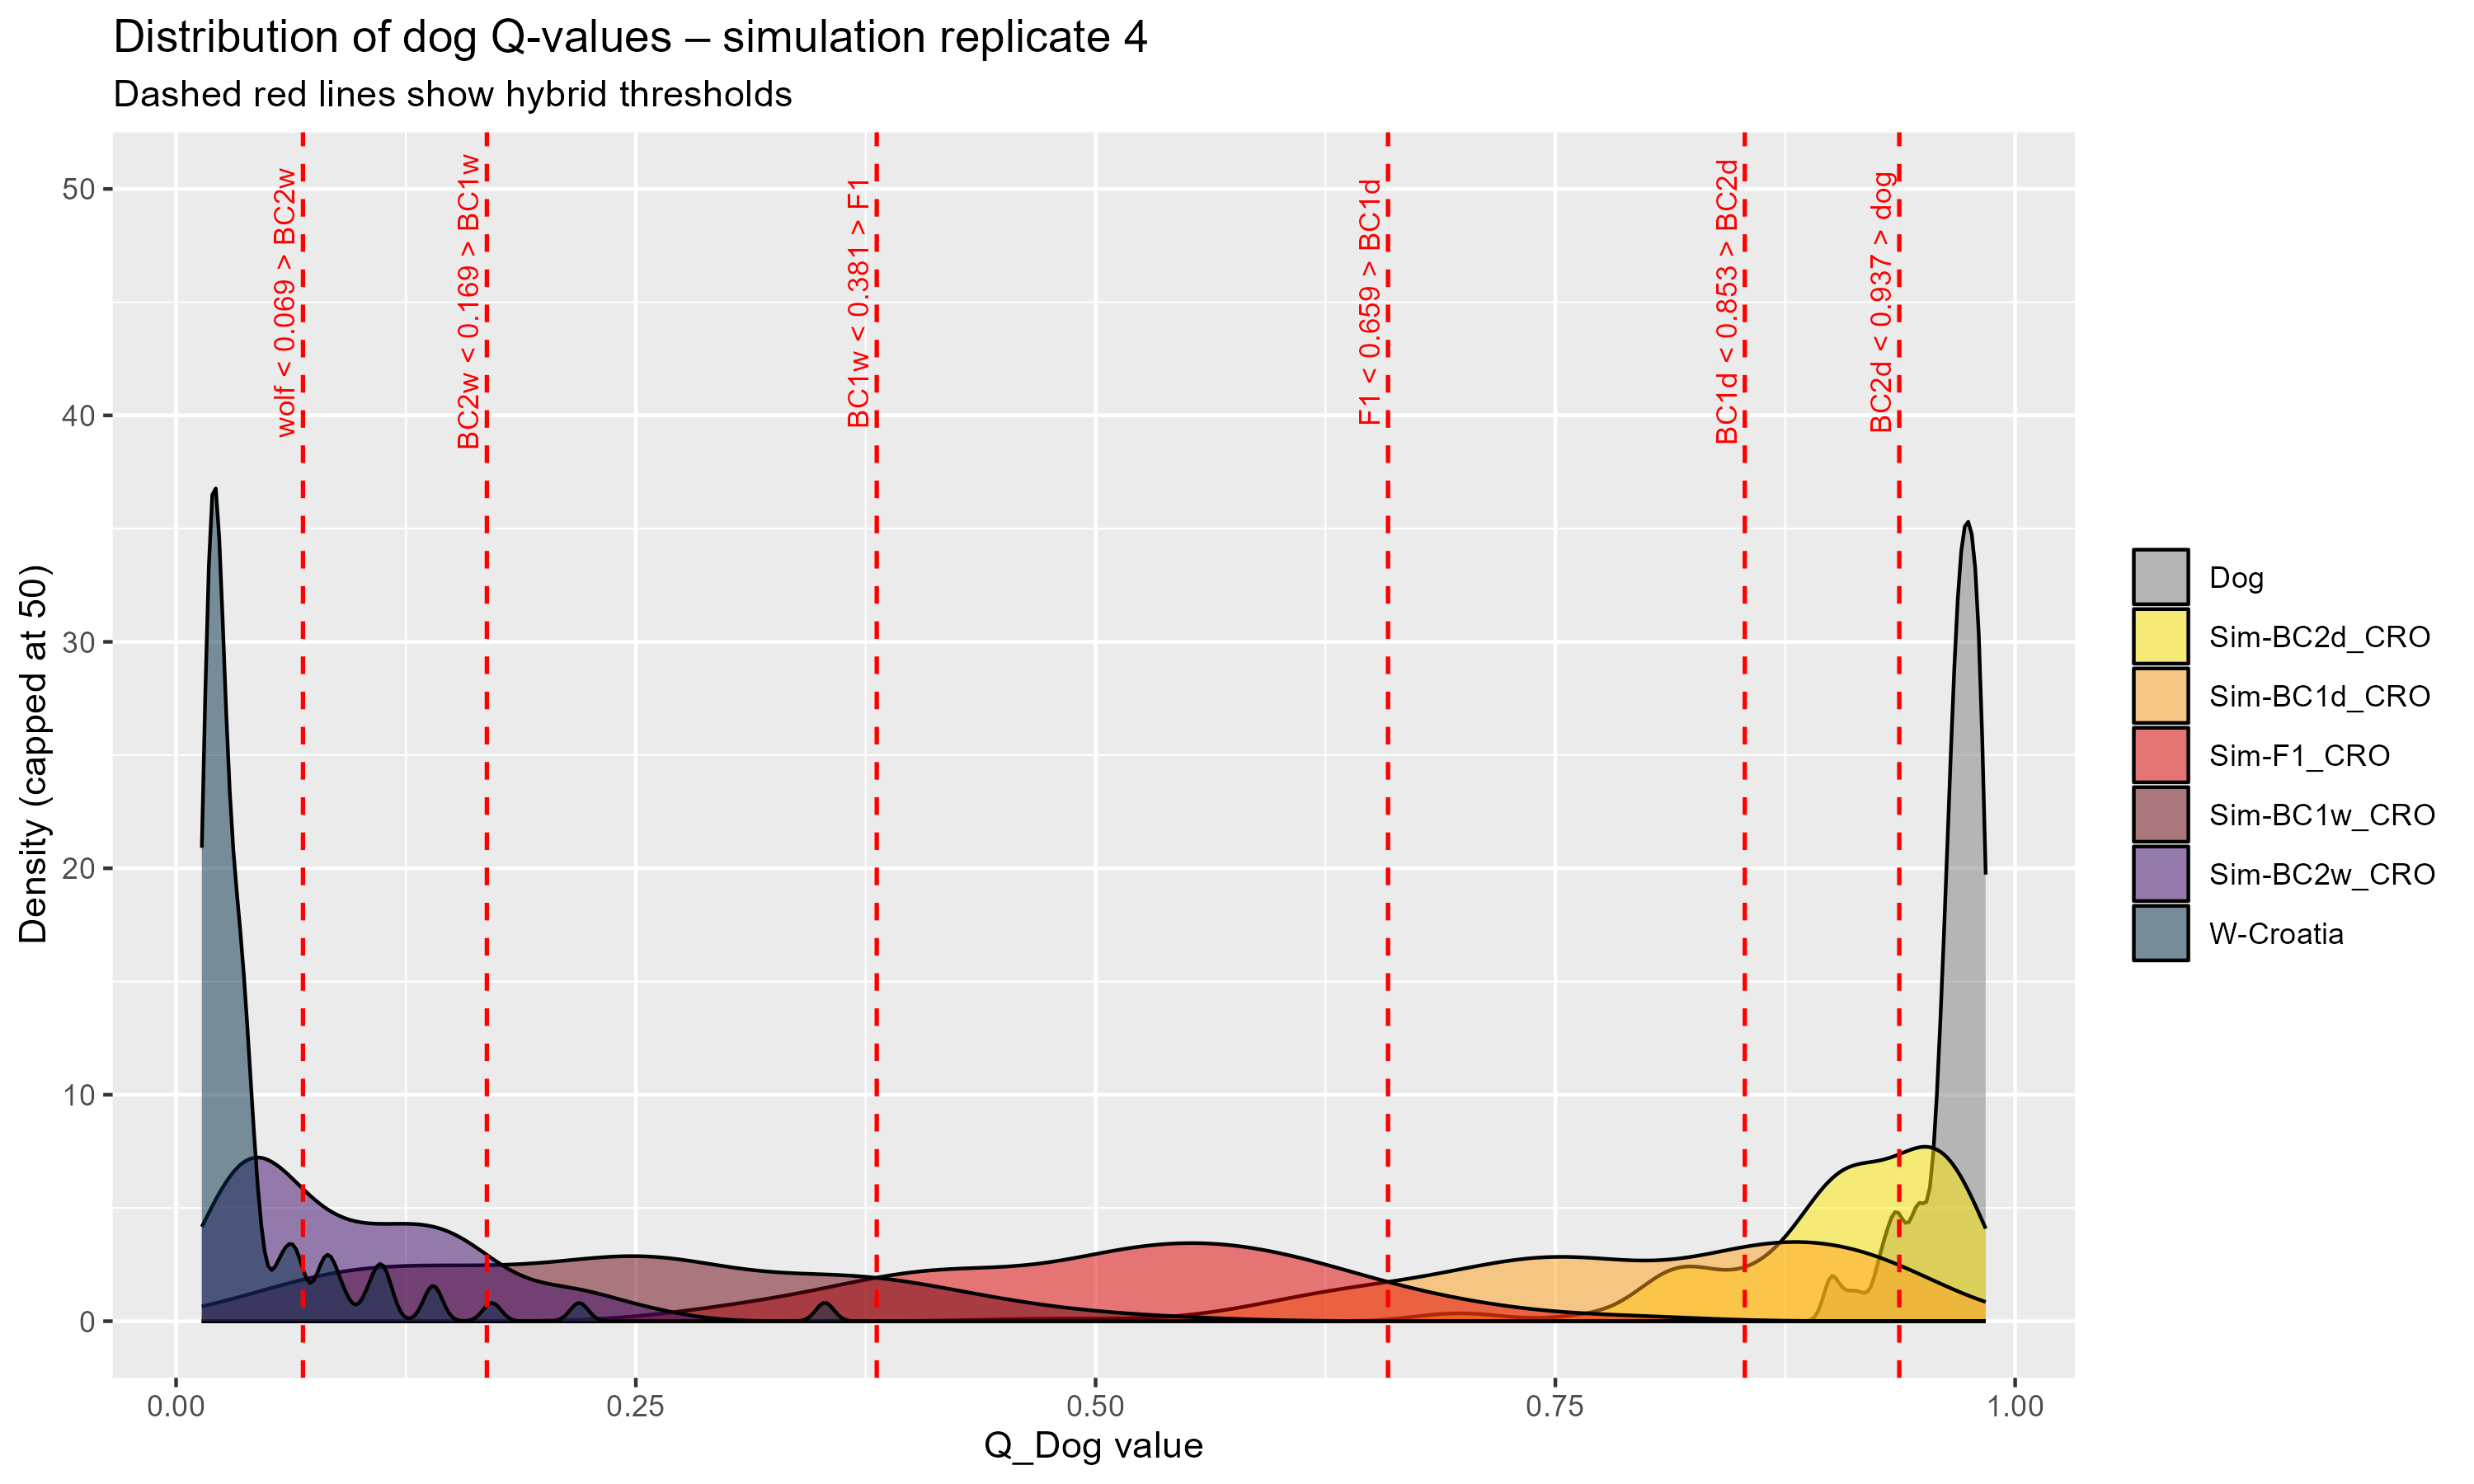 Distribution of dog Q-values – simulation replicate 4
Dashed red lines show hybrid thresholds
Density (capped at 50)
50
40
30
20
10
0
wolf < 0.069 > BC2w
BC2w < 0.169 > BC1w
BC1w < 0.381 > F1
F1 < 0.659 > BC1d
BC1d < 0.853 > BC2d
BC2d < 0.937 > dog
0.00
0.25
0.50
0.75
1.00
Q_Dog value
Dog
Sim-BC2d_CRO
Sim-BC1d_CRO
Sim-F1_CRO
Sim-BC1w_CRO
Sim-BC2w_CRO
W-Croatia